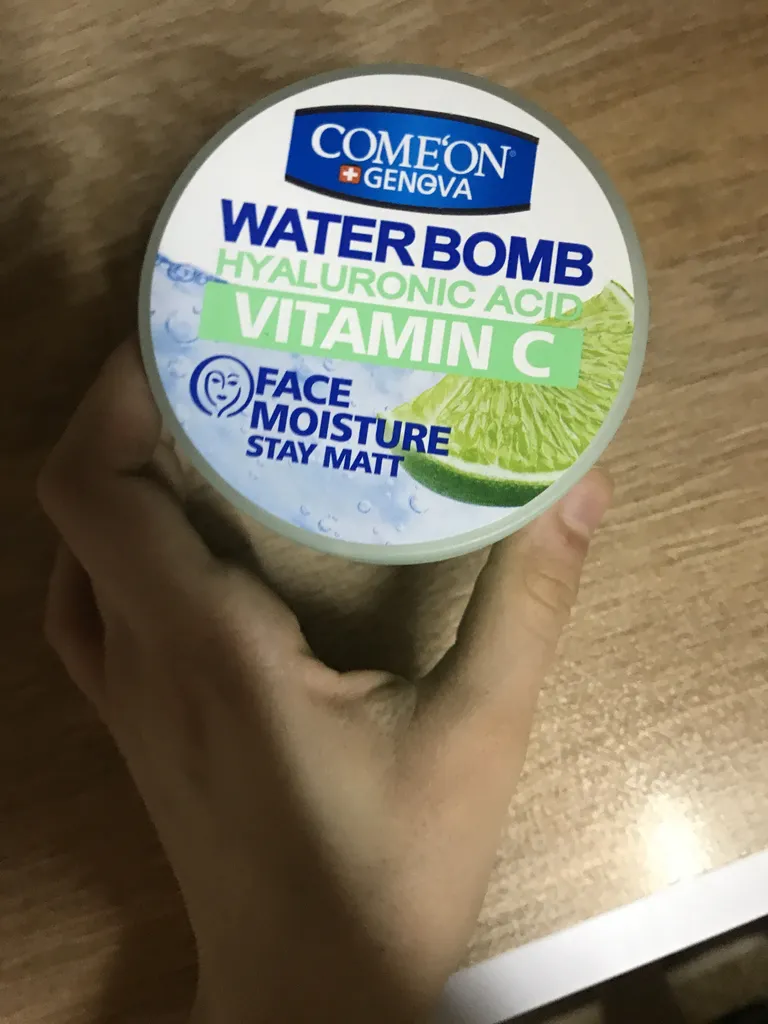 COME'ON
GENOVA
WATER BOMB
HYALURONIC ACID
VITAMIN C
FACE
MOISTURE
STAY MATT